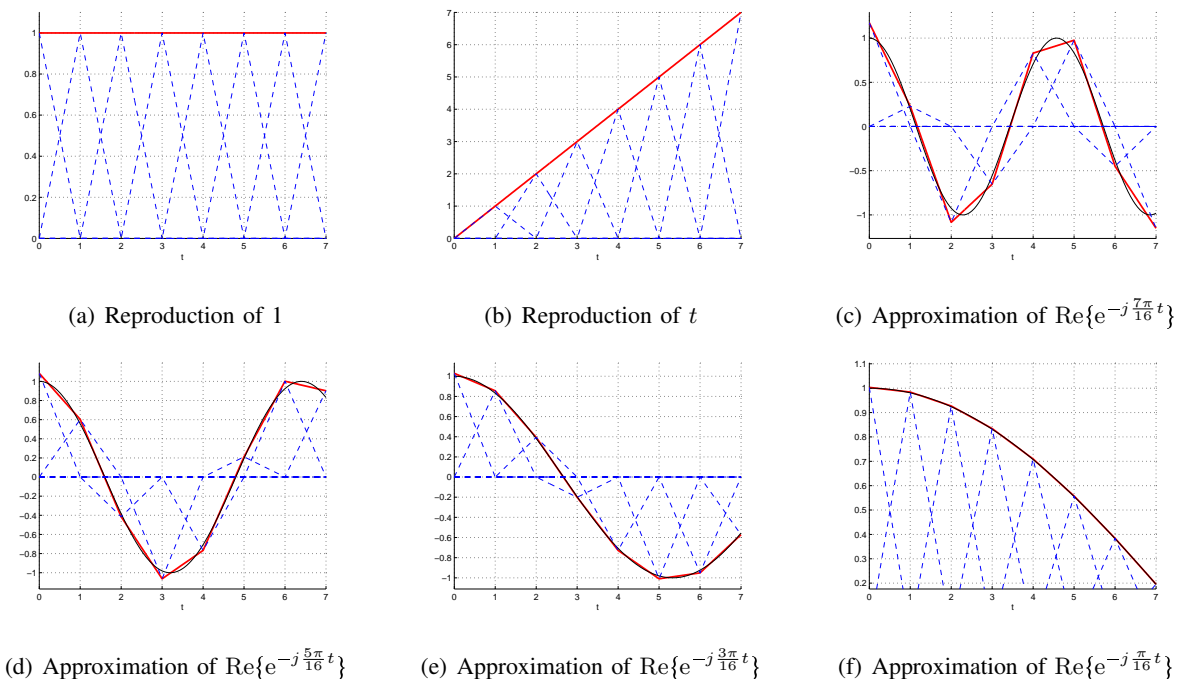 1
0.8
0.6
0.4
0.2
0
0 1 2 3 4 5 6 7
t
(a) Reproduction of 1
7
6
5
4
3
2
1
0
0 1 2 3 4 5 6 7
t
(b) Reproduction of t
1
0.5
0
−0.5
−1
0 1 2 3 4 5 6 7
t
(c) Approximation of Re{e^{-j\frac{7π}{16}t}}
1
0.8
0.6
0.4
0.2
0
−0.2
−0.4
−0.6
−0.8
−1
0 1 2 3 4 5 6 7
t
(d) Approximation of Re{e^{-j\frac{5π}{16}t}}
1
0.8
0.6
0.4
0.2
0
−0.2
−0.4
−0.6
−0.8
−1
0 1 2 3 4 5 6 7
t
(e) Approximation of Re{e^{-j\frac{3π}{16}t}}
1.1
1
0.9
0.8
0.7
0.6
0.5
0.4
0.3
0.2
0 1 2 3 4 5 6 7
t
(f) Approximation of Re{e^{-j\frac{π}{16}t}}